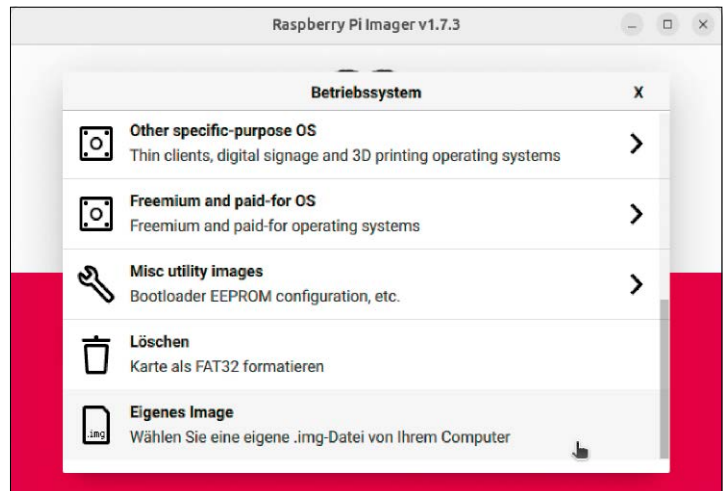 Raspberry Pi Imager v1.7.3
Betriebssystem X
Other specific-purpose OS
Thin clients, digital signage and 3D printing operating systems
Freemium and paid-for OS
Freemium and paid-for operating systems
Misc utility images
Bootloader EEPROM configuration, etc.
Löschen
Karte als FAT32 formatieren
Eigenes Image
.img
Wählen Sie eine eigene .img-Datei von Ihrem Computer